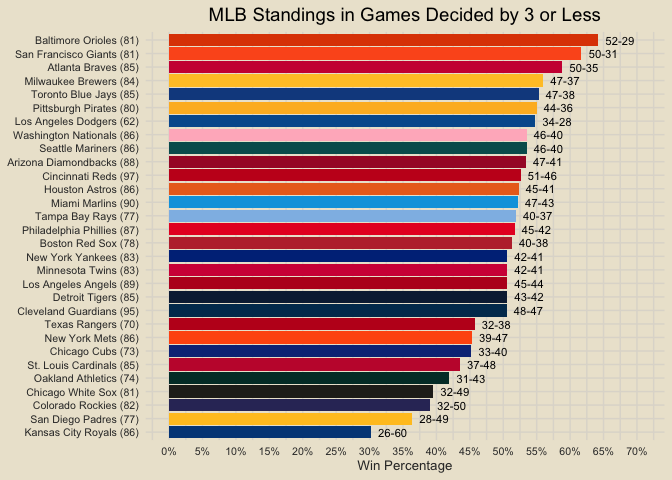 MLB Standings in Games Decided by 3 or Less
Baltimore Orioles (81) 52-29
San Francisco Giants (81) 50-31
Atlanta Braves (85) 50-35
Milwaukee Brewers (84) 47-37
Toronto Blue Jays (85) 47-38
Pittsburgh Pirates (80) 44-36
Los Angeles Dodgers (62) 34-28
Washington Nationals (86) 46-40
Seattle Mariners (86) 46-40
Arizona Diamondbacks (88) 47-41
Cincinnati Reds (97) 51-46
Houston Astros (86) 45-41
Miami Marlins (90) 47-43
Tampa Bay Rays (77) 40-37
Philadelphia Phillies (87) 45-42
Boston Red Sox (78) 40-38
New York Yankees (83) 42-41
Minnesota Twins (83) 42-41
Los Angeles Angels (89) 45-44
Detroit Tigers (85) 43-42
Cleveland Guardians (95) 48-47
Texas Rangers (70) 32-38
New York Mets (86) 39-47
Chicago Cubs (73) 33-40
St. Louis Cardinals (85) 37-48
Oakland Athletics (74) 31-43
Chicago White Sox (81) 32-49
Colorado Rockies (82) 32-50
San Diego Padres (77) 28-49
Kansas City Royals (86) 26-60
0% 5% 10% 15% 20% 25% 30% 35% 40% 45% 50% 55% 60% 65% 70%
Win Percentage